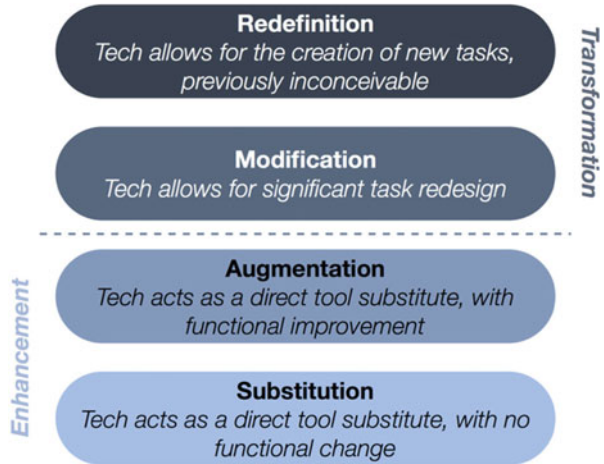 Redefinition
Tech allows for the creation of new tasks,
previously inconceivable
Transformation
Modification
Tech allows for significant task redesign
Augmentation
Tech acts as a direct tool substitute, with
functional improvement
Enhancement
Substitution
Tech acts as a direct tool substitute, with no
functional change